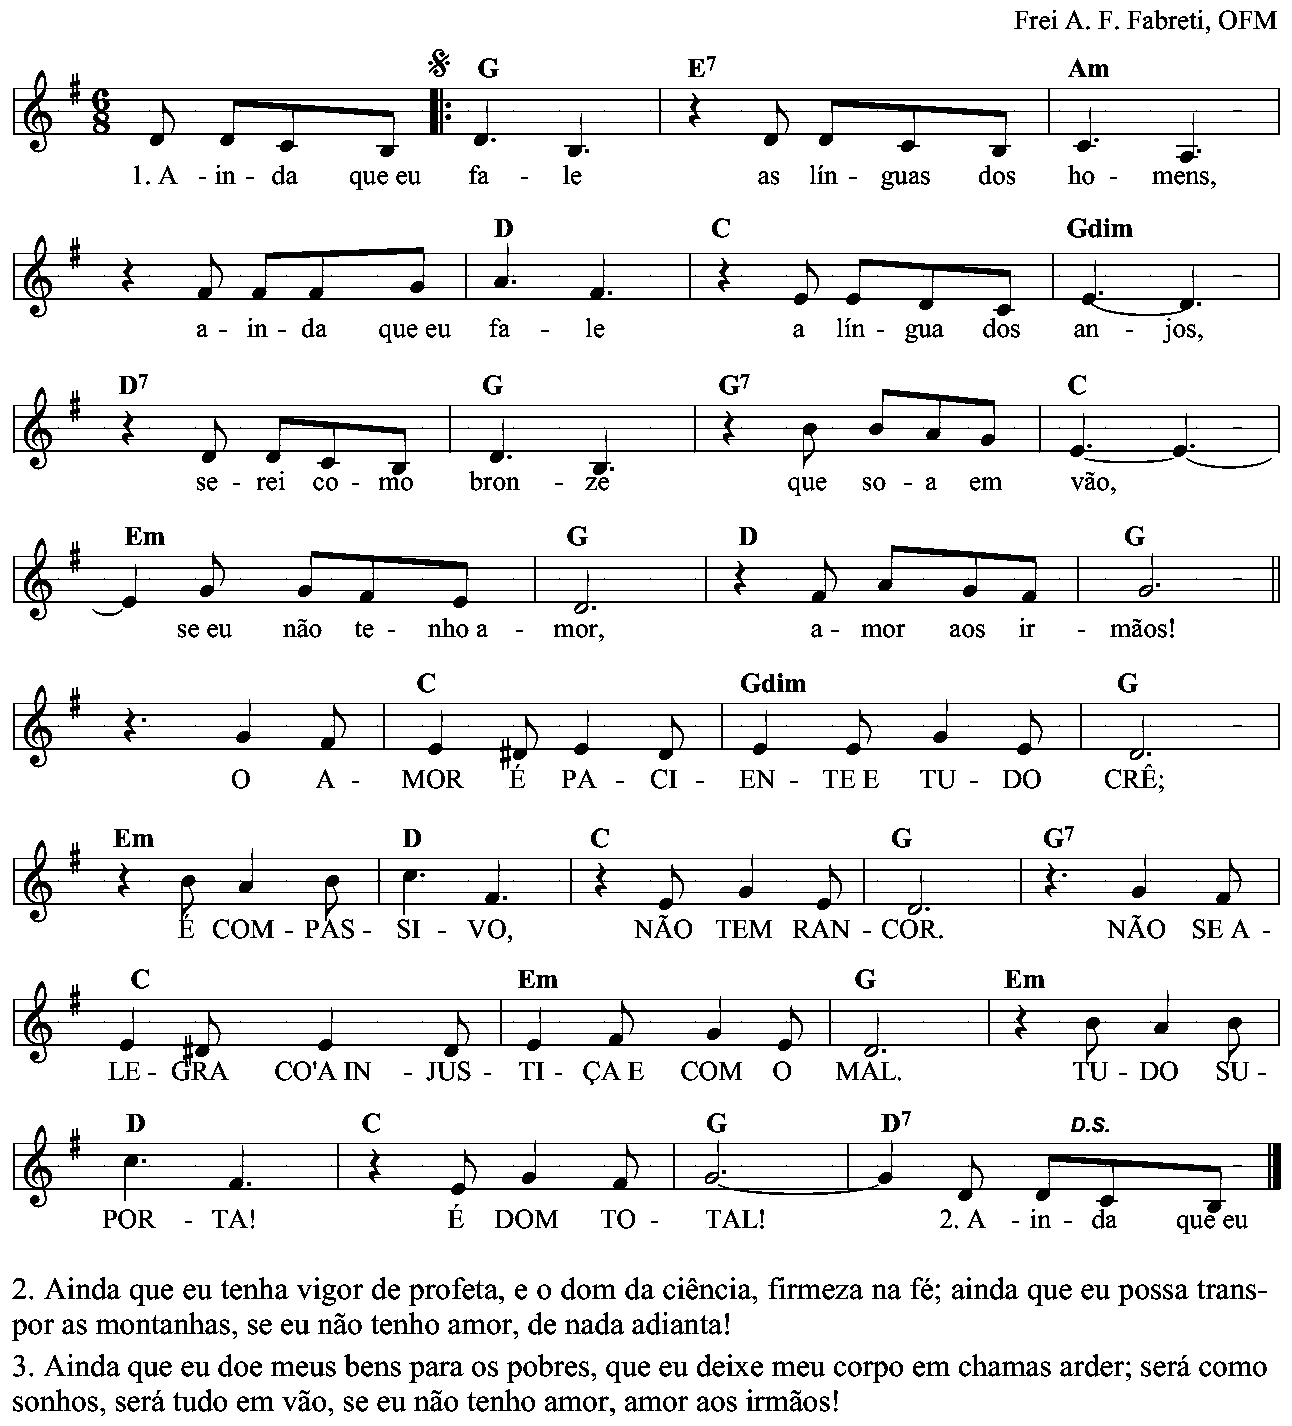 Frei A. F. Fabreti, OFM
G E7 Am
1. A - in - da que eu fa - le as lín - guas dos ho - mens,
D C Gdim
a - in - da que eu fa - le a lín - gua dos an - jos,
D7 G G7 C
se - rei co - mo bron - ze que so - a em vão,
Em G D G
se eu não te - nho a - mor, a - mor aos ir - mãos!
C Gdim G
O A - MOR É PA - CI - EN - TE E TU - DO CRÊ;
Em D C G G7
É COM - PAS - SI - VO, NÃO TEM RAN - COR. NÃO SE A -
C Em G Em
LE - GRA CO'A IN - JUS - TI - ÇA E COM O MAL. TU - DO SU -
D C G D7 D.S.
POR - TA! É DOM TO - TAL! 2. A - in - da que eu
2. Ainda que eu tenha vigor de profeta, e o dom da ciência, firmeza na fé; ainda que eu possa trans-
por as montanhas, se eu não tenho amor, de nada adianta!
3. Ainda que eu doe meus bens para os pobres, que eu deixe meu corpo em chamas arder; será como
sonhos, será tudo em vão, se eu não tenho amor, amor aos irmãos!